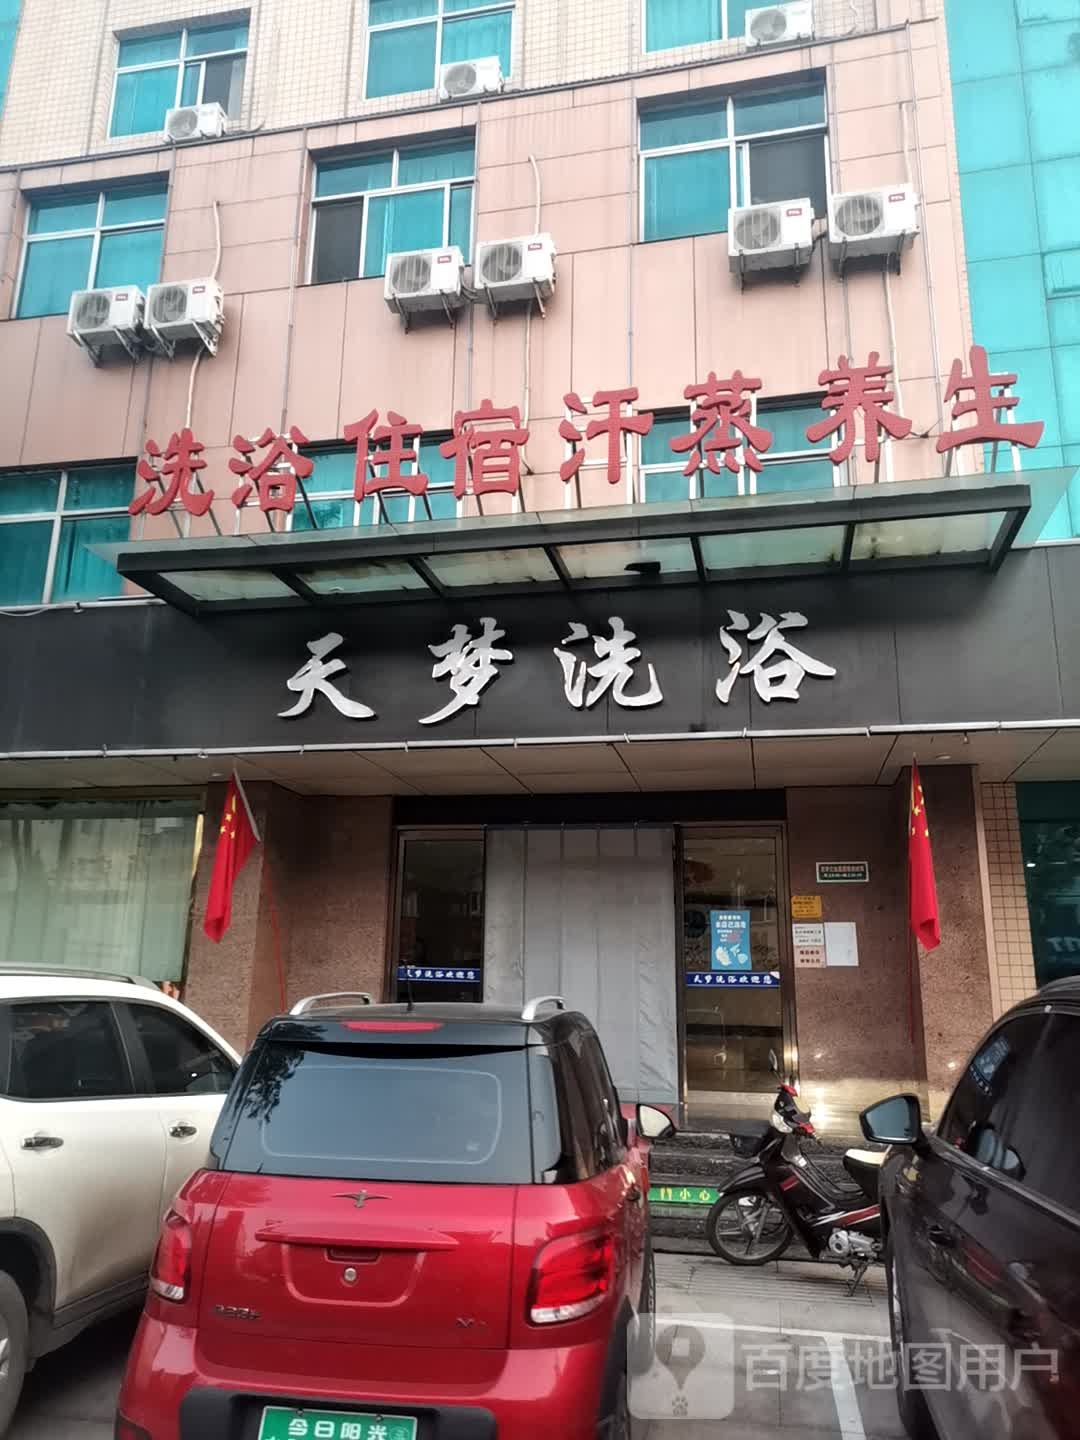 洗浴 住宿 汗蒸 养生
天梦洗浴
天梦洗浴欢迎您
天梦洗浴欢迎您
小心
今日阳光
百度地图用户